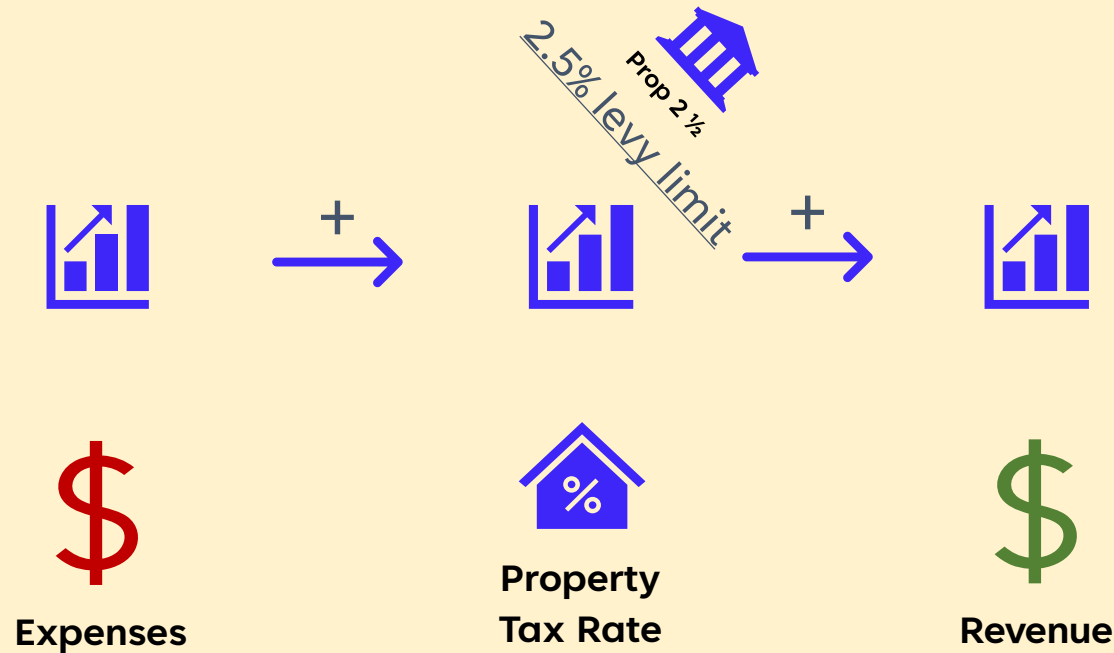 Prop 2 ½
2.5% levy limit
+
+
%
$
$
Property
Tax Rate
Expenses
Revenue